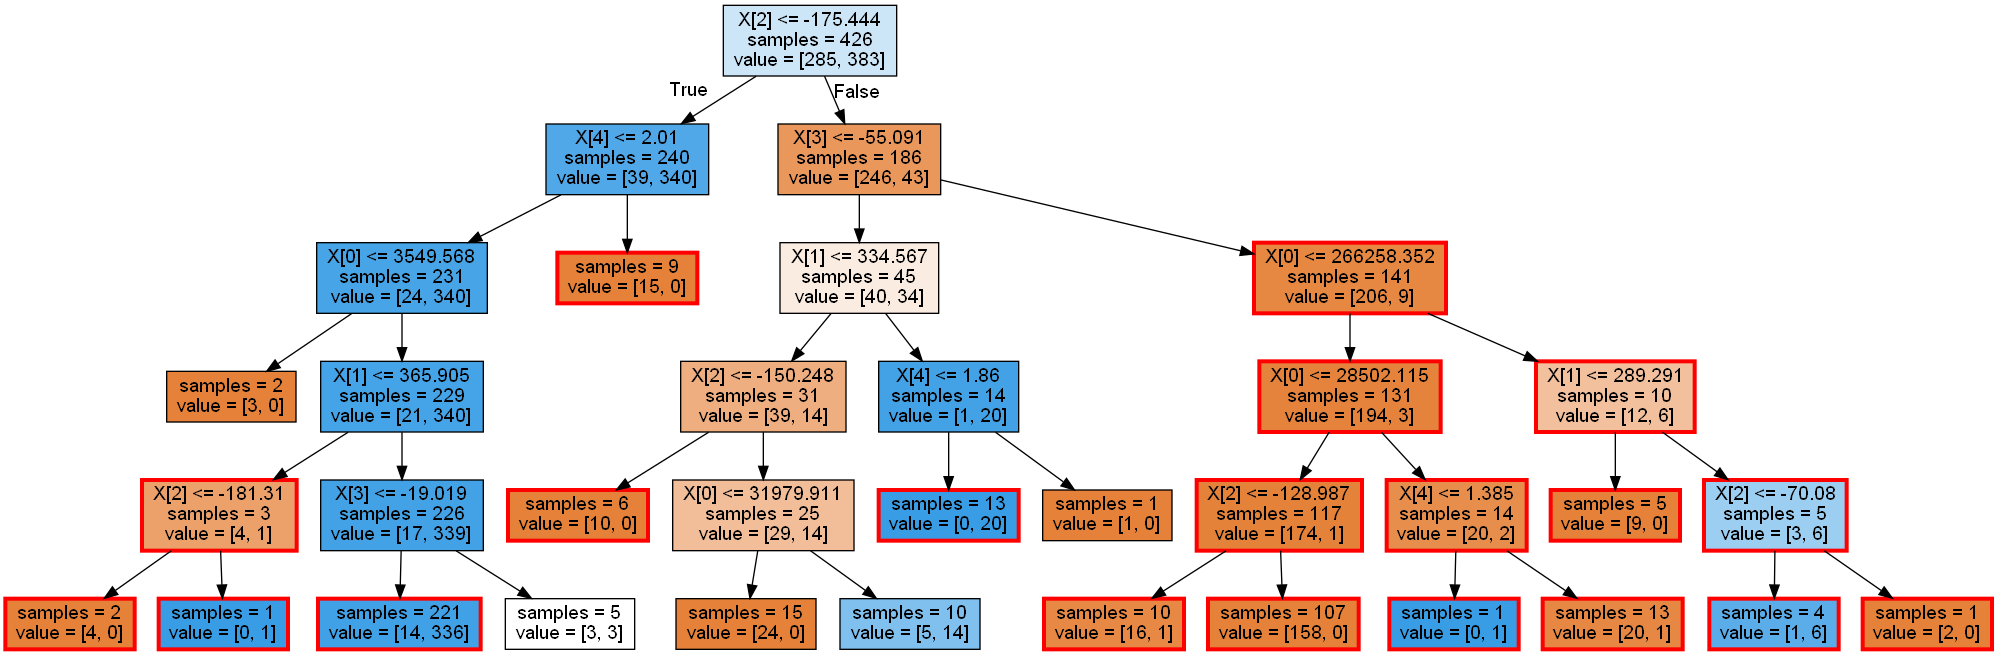 X[2] <= -175.444
samples = 426
value = [285, 383]
True
False
X[4] <= 2.01
samples = 240
value = [39, 340]
X[3] <= -55.091
samples = 186
value = [246, 43]
X[0] <= 3549.568
samples = 231
value = [24, 340]
samples = 9
value = [15, 0]
X[1] <= 334.567
samples = 45
value = [40, 34]
X[0] <= 266258.352
samples = 141
value = [206, 9]
samples = 2
value = [3, 0]
X[1] <= 365.905
samples = 229
value = [21, 340]
X[2] <= -150.248
samples = 31
value = [39, 14]
X[4] <= 1.86
samples = 14
value = [1, 20]
X[0] <= 28502.115
samples = 131
value = [194, 3]
X[1] <= 289.291
samples = 10
value = [12, 6]
X[2] <= -181.31
samples = 3
value = [4, 1]
X[3] <= -19.019
samples = 226
value = [17, 339]
samples = 6
value = [10, 0]
X[0] <= 31979.911
samples = 25
value = [29, 14]
samples = 13
value = [0, 20]
samples = 1
value = [1, 0]
X[2] <= -128.987
samples = 117
value = [174, 1]
X[4] <= 1.385
samples = 14
value = [20, 2]
samples = 5
value = [9, 0]
X[2] <= -70.08
samples = 5
value = [3, 6]
samples = 2
value = [4, 0]
samples = 1
value = [0, 1]
samples = 221
value = [14, 336]
samples = 5
value = [3, 3]
samples = 15
value = [24, 0]
samples = 10
value = [5, 14]
samples = 10
value = [16, 1]
samples = 107
value = [158, 0]
samples = 1
value = [0, 1]
samples = 13
value = [20, 1]
samples = 4
value = [1, 6]
samples = 1
value = [2, 0]